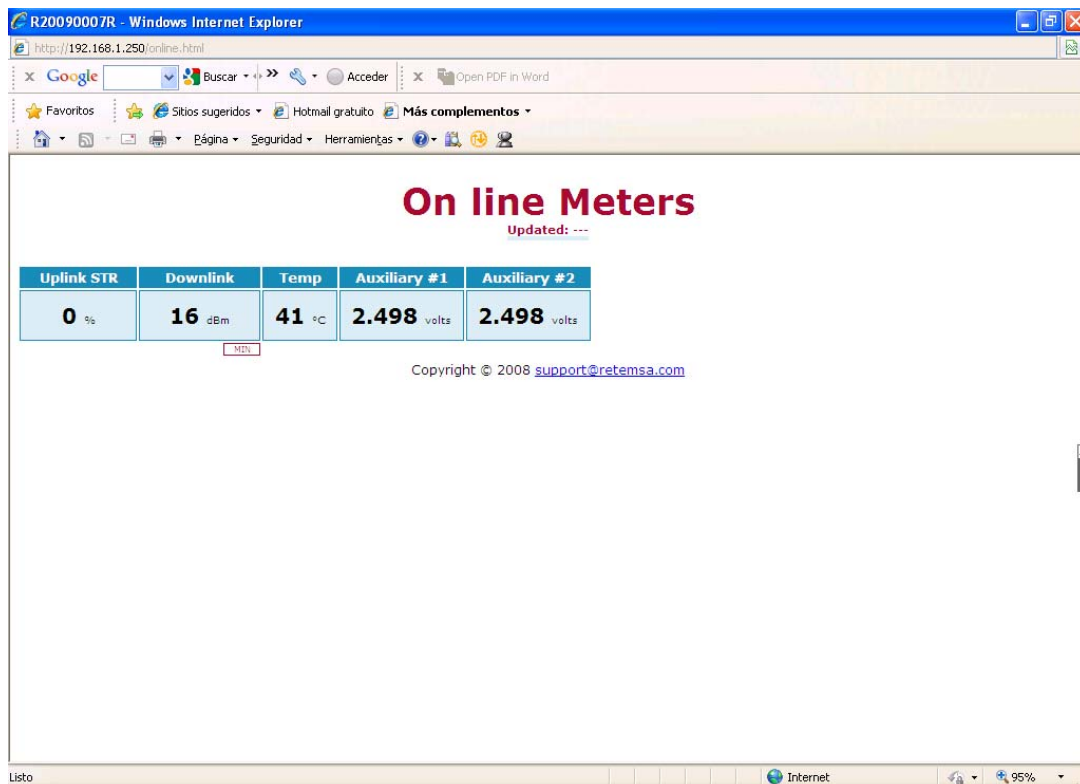 R20090007R - Windows Internet Explorer
http://192.168.1.250/online.html
x Google Buscar Acceder x Open PDF in Word
Favoritos Sitios sugeridos Hotmail gratuito Más complementos
Página Seguridad Herramientas
On line Meters
Updated: ---
Uplink STR Downlink Temp Auxiliary #1 Auxiliary #2
0 % 16 dBm 41 °C 2.498 volts 2.498 volts
MIN
Copyright © 2008 support@retemsa.com
Listo Internet 95%